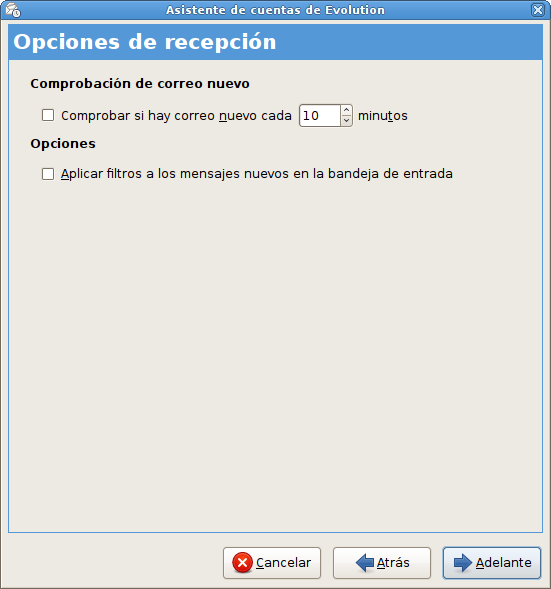 Asistente de cuentas de Evolution
Opciones de recepción
Comprobación de correo nuevo
Comprobar si hay correo nuevo cada 10 minutos
Opciones
Aplicar filtros a los mensajes nuevos en la bandeja de entrada
Cancelar Atrás Adelante